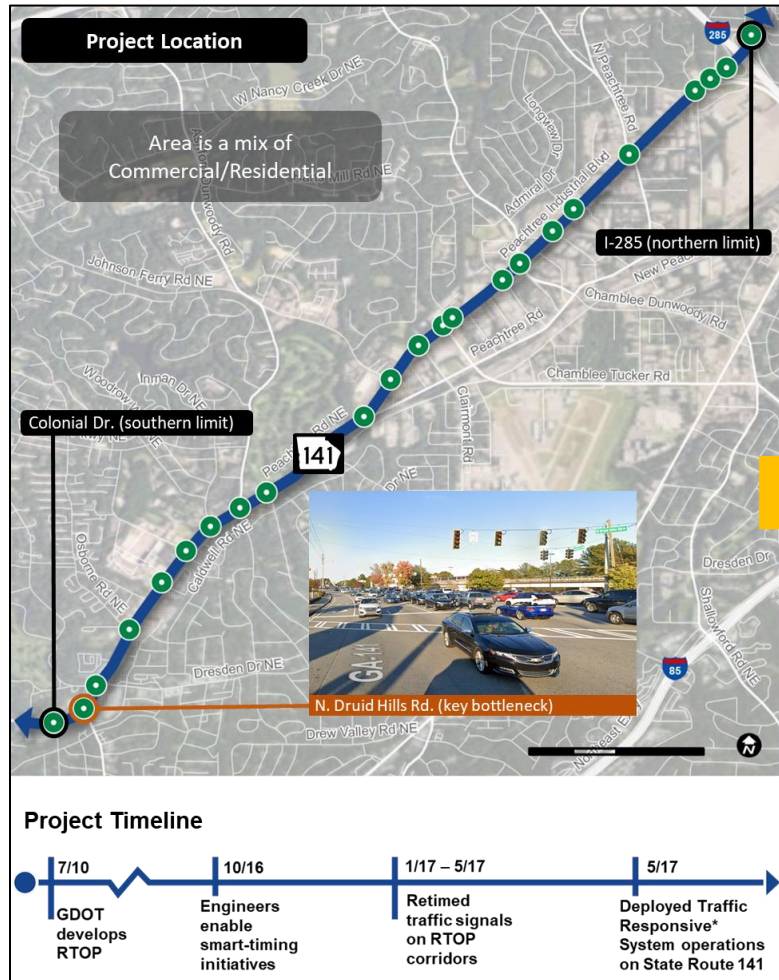 Project Location
285
W Nancy Creek Dr NE
N Peachtree Rd
Longview Dr
Area is a mix of
Commercial/Residential
Mill Rd NE
Dunwoody Rd
Admiral Dr
Peachtree Industrial Blvd
I-285 (northern limit)
Johnson Ferry Rd NE
New Peac
Chamblee Dunwoody Rd
Peachtree Rd
Inman Dr NE
Chamblee Tucker Rd
Clairmont Rd
Colonial Dr. (southern limit)
Peachtree Rd NE
141
Dr NE
Osborne Rd NE
Caldwell Rd NE
Dresden Dr
Shallowford Rd NE
Dresden Dr NE
GA-141
85
N. Druid Hills Rd. (key bottleneck)
Drew Valley Rd NE
Northeast Ex
N
Project Timeline
7/10
10/16
1/17 – 5/17
5/17
GDOT
develops
RTOP
Engineers
enable
smart-timing
initiatives
Retimed
traffic signals
on RTOP
corridors
Deployed Traffic
Responsive*
System operations
on State Route 141